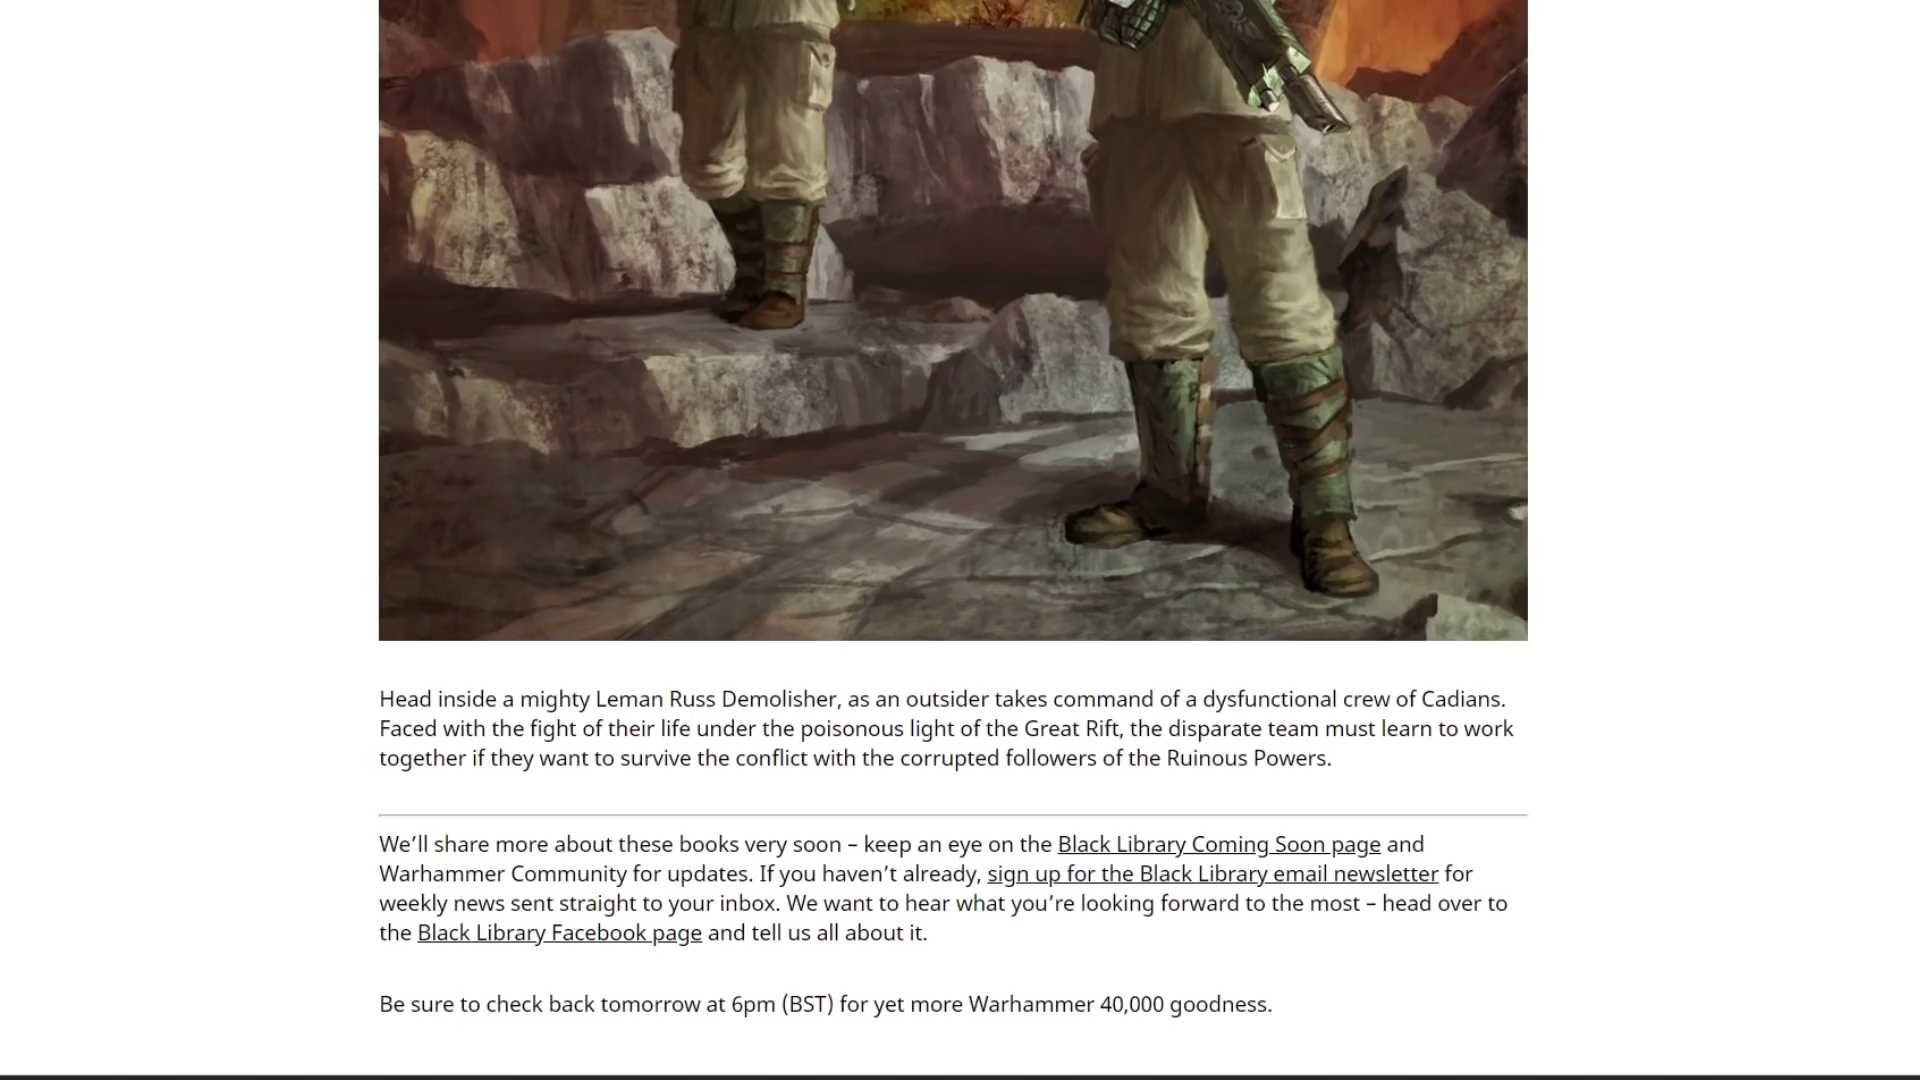 Head inside a mighty Leman Russ Demolisher, as an outsider takes command of a dysfunctional crew of Cadians.
Faced with the fight of their life under the poisonous light of the Great Rift, the disparate team must learn to work
together if they want to survive the conflict with the corrupted followers of the Ruinous Powers.
We’ll share more about these books very soon – keep an eye on the Black Library Coming Soon page and
Warhammer Community for updates. If you haven’t already, sign up for the Black Library email newsletter for
weekly news sent straight to your inbox. We want to hear what you’re looking forward to the most – head over to
the Black Library Facebook page and tell us all about it.
Be sure to check back tomorrow at 6pm (BST) for yet more Warhammer 40,000 goodness.